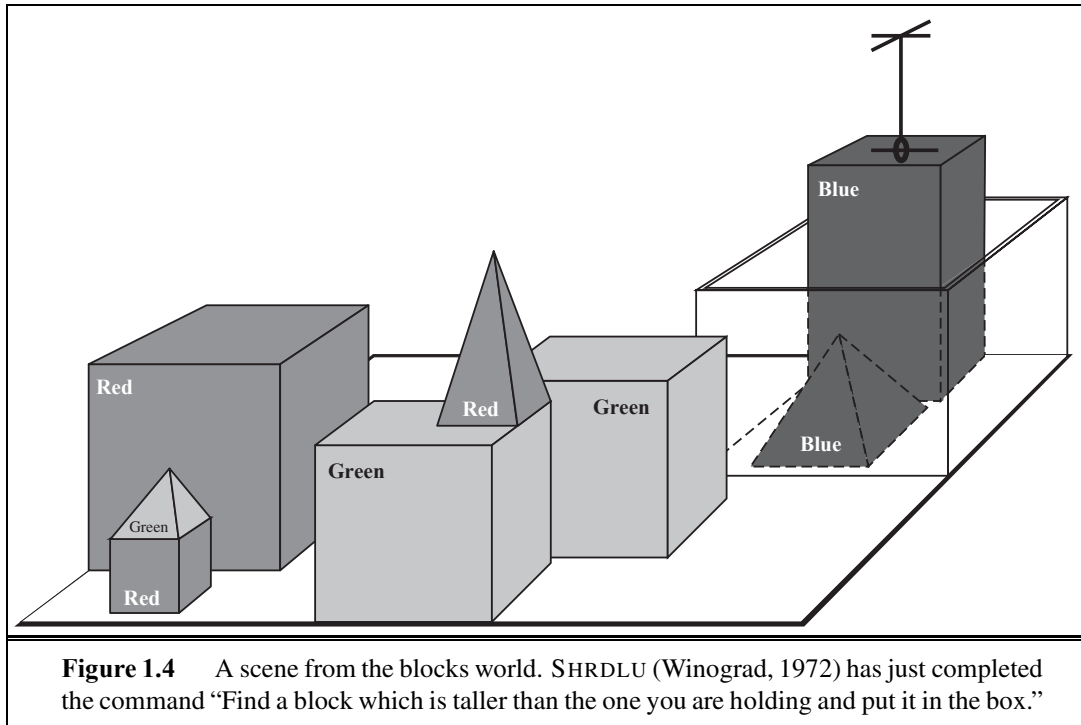 Blue
Red
Red
Green
Green
Blue
Green
Red
Figure 1.4 A scene from the blocks world. SHRDLU (Winograd, 1972) has just completed
the command “Find a block which is taller than the one you are holding and put it in the box.”